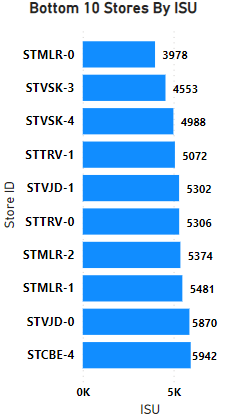 Bottom 10 Stores By ISU
STMLR-0 3978
STVSK-3 4553
STVSK-4 4988
STTRV-1 5072
STVJD-1 5302
STTRV-0 5306
STMLR-2 5374
STMLR-1 5481
STVJD-0 5870
STCBE-4 5942
Store ID
0K 5K
ISU